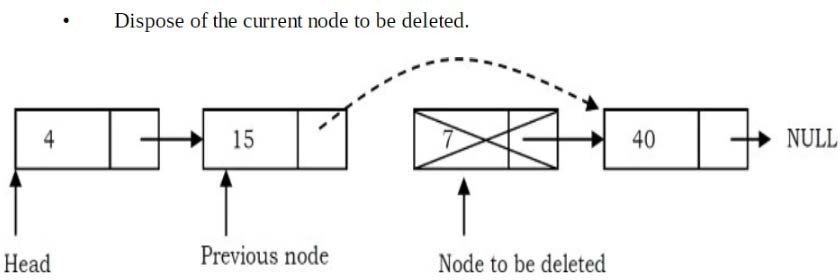 • Dispose of the current node to be deleted.
4 15 7 40 NULL
Head Previous node Node to be deleted